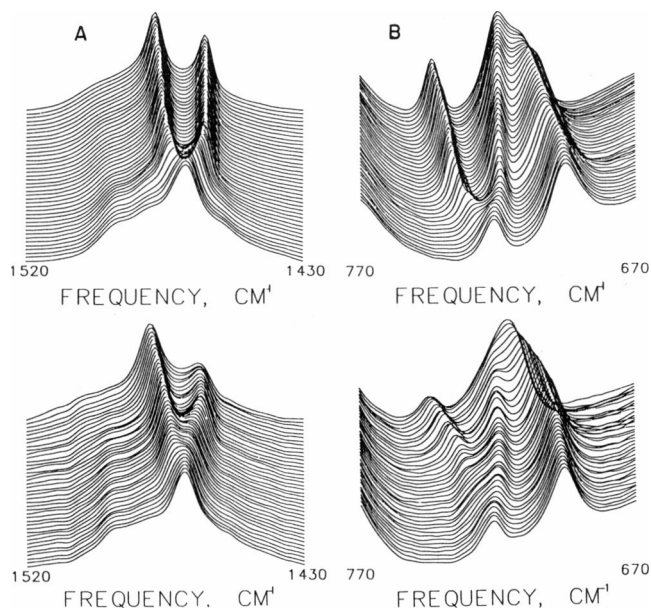 A
B
1520 1430
770 670
FREQUENCY, CM⁻¹
FREQUENCY, CM⁻¹
1520 1430
770 670
FREQUENCY, CM⁻¹
FREQUENCY, CM⁻¹